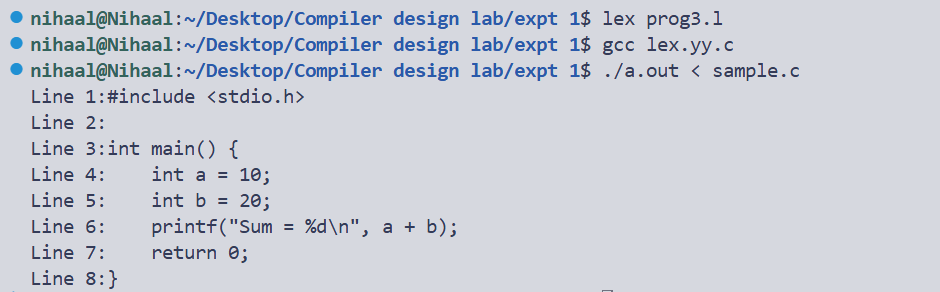 nihaal@Nihaal:~/Desktop/Compiler design lab/expt 1$ lex prog3.l
nihaal@Nihaal:~/Desktop/Compiler design lab/expt 1$ gcc lex.yy.c
nihaal@Nihaal:~/Desktop/Compiler design lab/expt 1$ ./a.out < sample.c
Line 1:#include <stdio.h>
Line 2:
Line 3:int main() {
Line 4:    int a = 10;
Line 5:    int b = 20;
Line 6:    printf("Sum = %d\n", a + b);
Line 7:    return 0;
Line 8:}